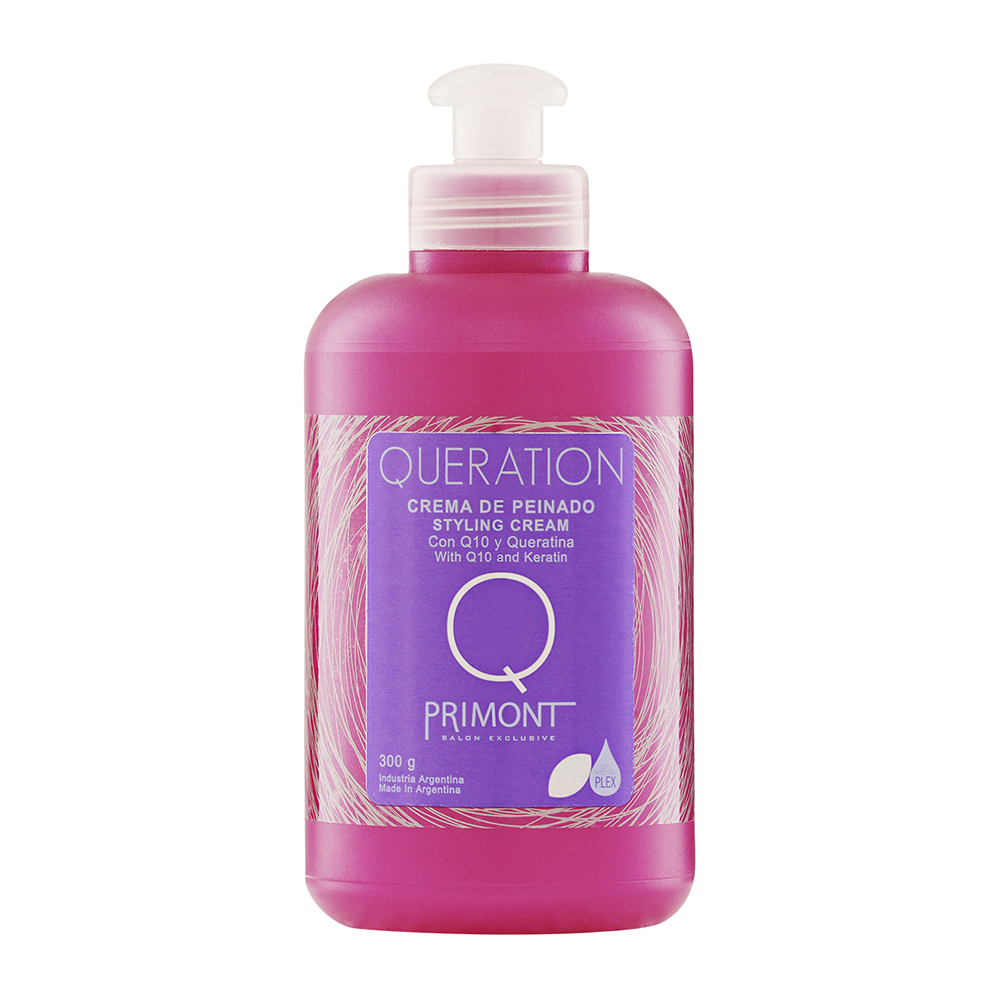 QUERATION
CREMA DE PEINADO
STYLING CREAM
Con Q10 y Queratina
With Q10 and Keratin
Q
PRIMONT
SALON EXCLUSIVE
300 g
Industria Argentina
Made In Argentina
PLEX